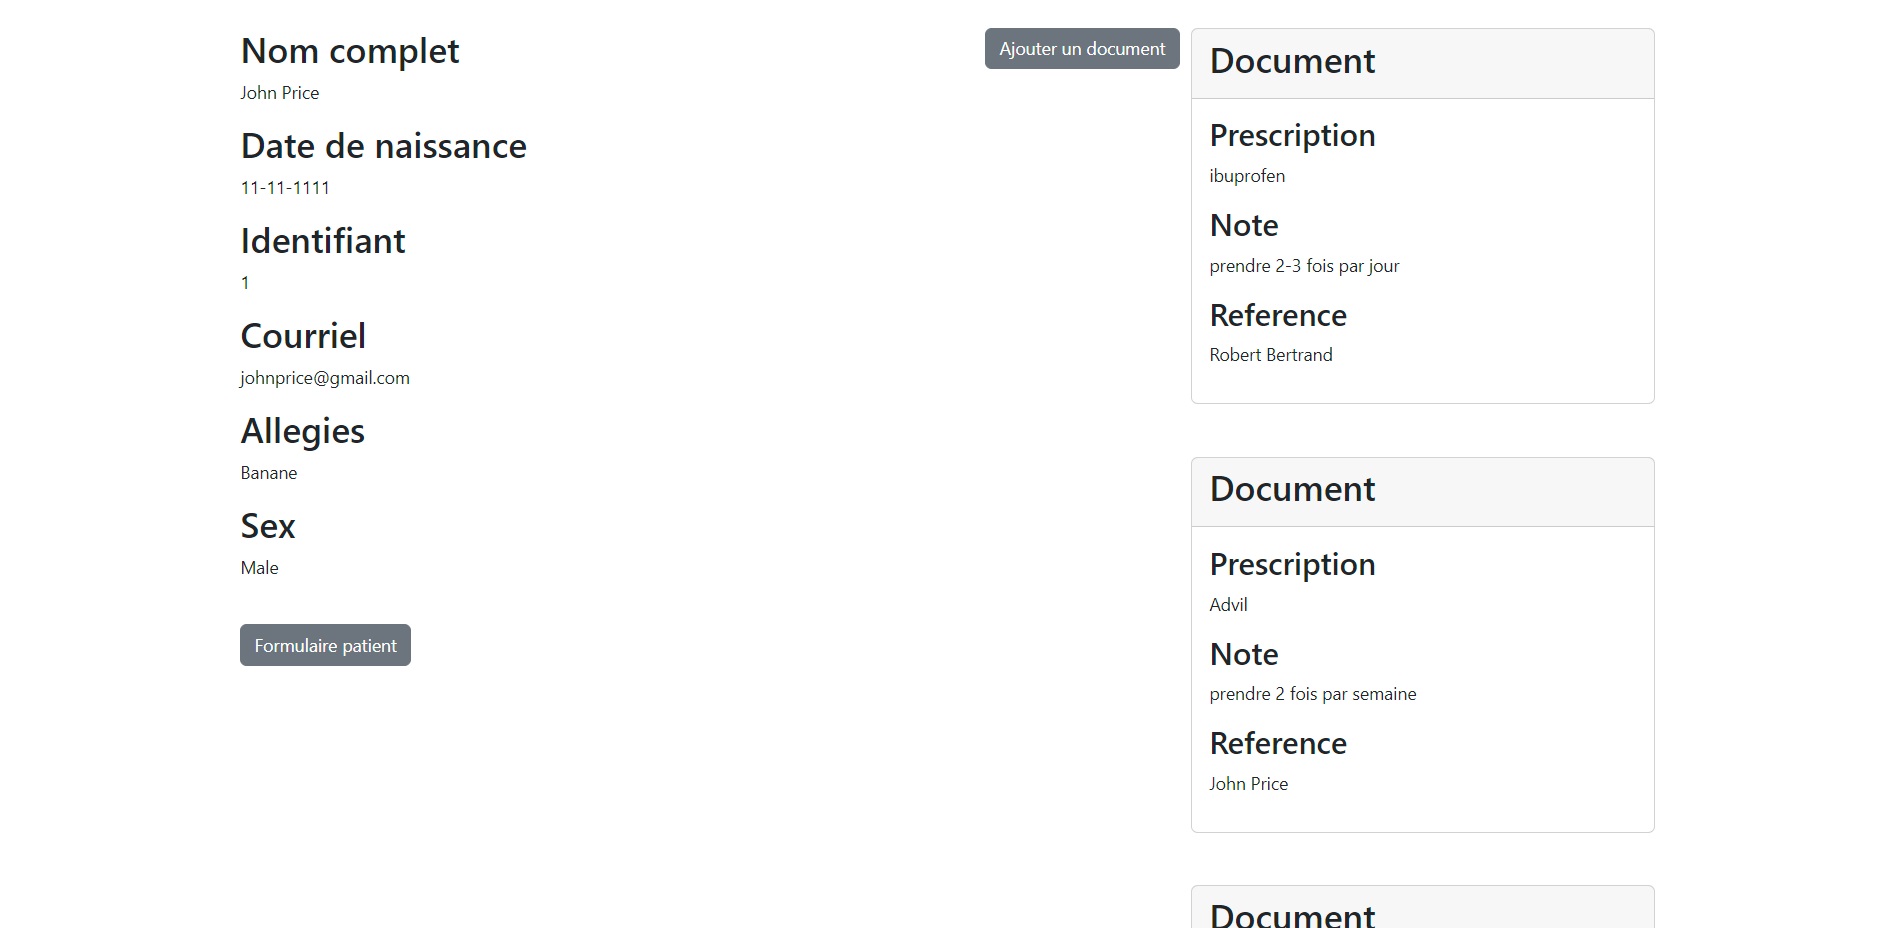 Nom complet
John Price
Date de naissance
11-11-1111
Identifiant
1
Courriel
johnprice@gmail.com
Allegies
Banane
Sex
Male
Formulaire patient
Ajouter un document
Document
Prescription
ibuprofen
Note
prendre 2-3 fois par jour
Reference
Robert Bertrand
Document
Prescription
Advil
Note
prendre 2 fois par semaine
Reference
John Price
Document